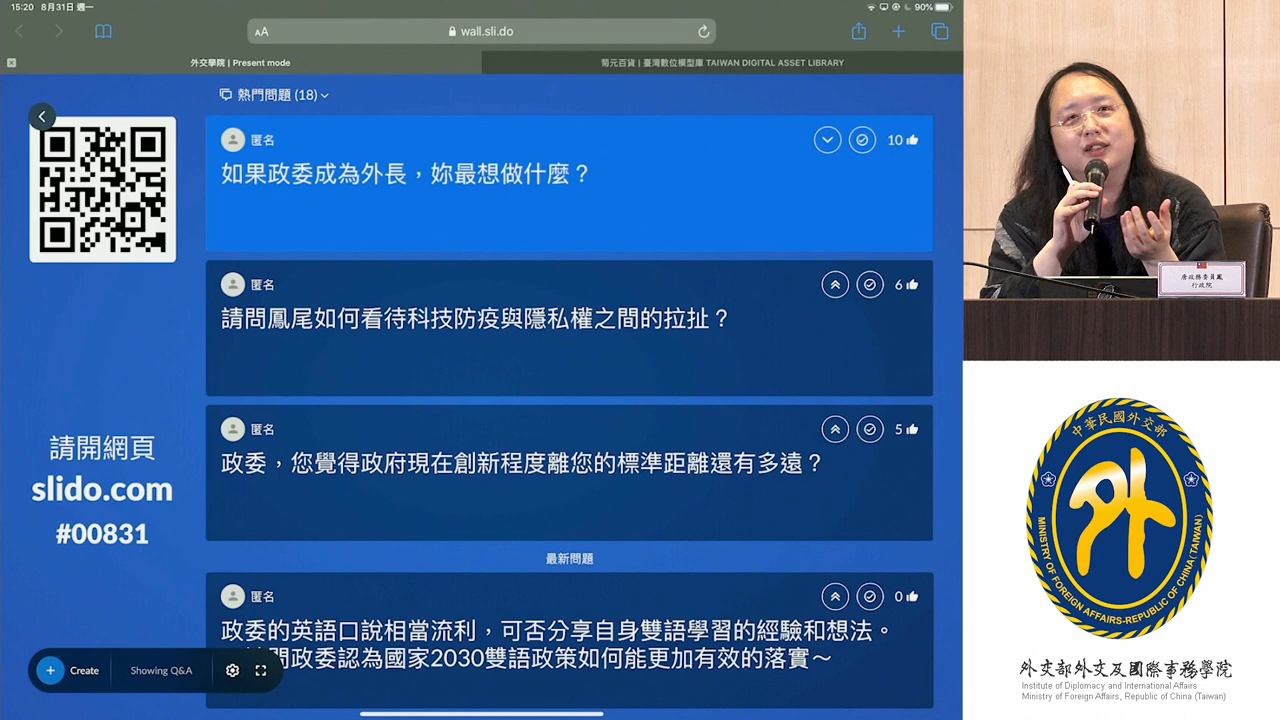 15:20 8月31日 週一
90%
AA
wall.sli.do
外交學院 | Present mode
菊元百貨 | 臺灣數位模型庫 TAIWAN DIGITAL ASSET LIBRARY
熱門問題 (18)
匿名
10
如果政委成為外長，妳最想做什麼？
匿名
6
請問鳳尾如何看待科技防疫與隱私權之間的拉扯？
匿名
5
政委，您覺得政府現在創新程度離您的標準距離還有多遠？
最新問題
匿名
0
政委的英語口說相當流利，可否分享自身雙語學習的經驗和想法。
問政委認為國家2030雙語政策如何能更加有效的落實～
請開網頁
slido.com
#00831
Create
Showing Q&A
唐政務委員鳳
行政院
中華民國外交部
外
MINISTRY OF FOREIGN AFFAIRS-REPUBLIC OF CHINA (TAIWAN)
外交部外交及國際事務學院
Institute of Diplomacy and International Affairs
Ministry of Foreign Affairs, Republic of China (Taiwan)